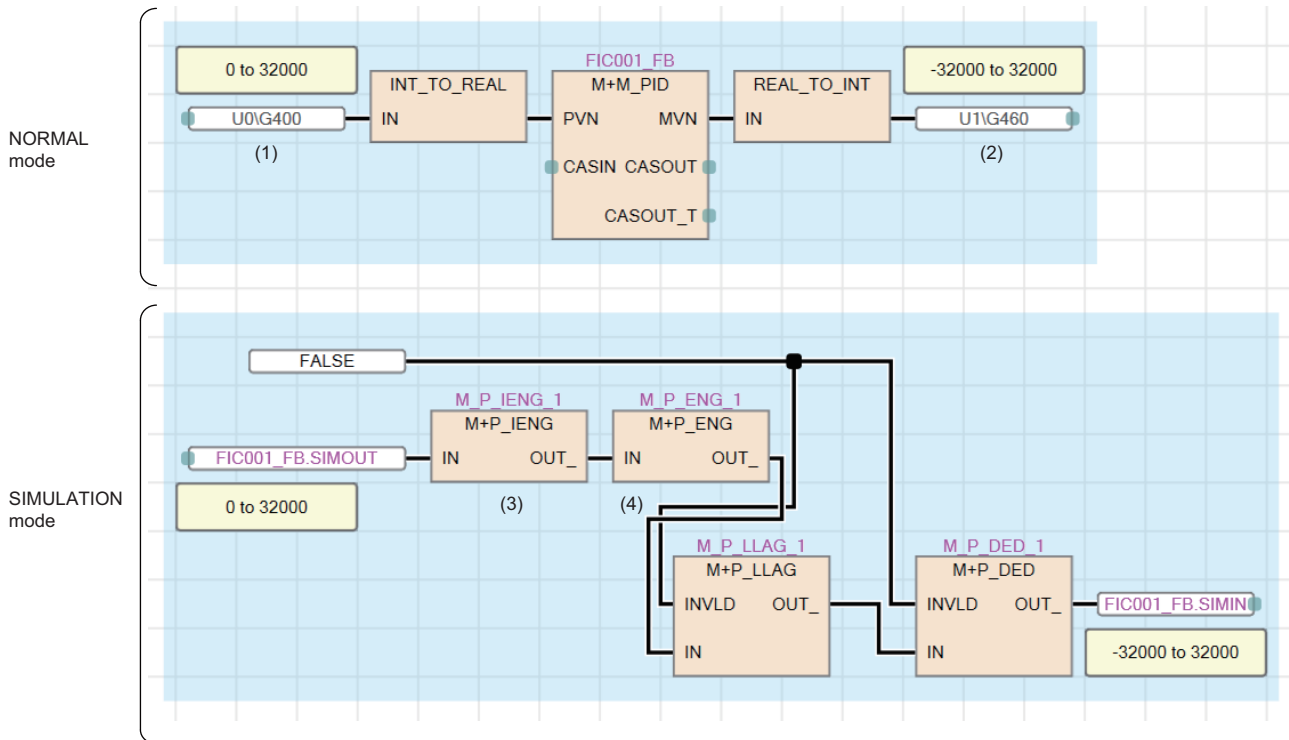 NORMAL
mode
0 to 32000
U0\G400
(1)
INT_TO_REAL
IN
FIC001_FB
M+M_PID
PVN MVN
CASIN CASOUT
CASOUT_T
REAL_TO_INT
IN
-32000 to 32000
U1\G460
(2)
SIMULATION
mode
FALSE
FIC001_FB.SIMOUT
0 to 32000
M_P_IENG_1
M+P_IENG
IN OUT_
(3)
M_P_ENG_1
M+P_ENG
IN OUT_
(4)
M_P_LLAG_1
M+P_LLAG
INVLD OUT_
IN
M_P_DED_1
M+P_DED
INVLD OUT_
IN
FIC001_FB.SIMIN
-32000 to 32000